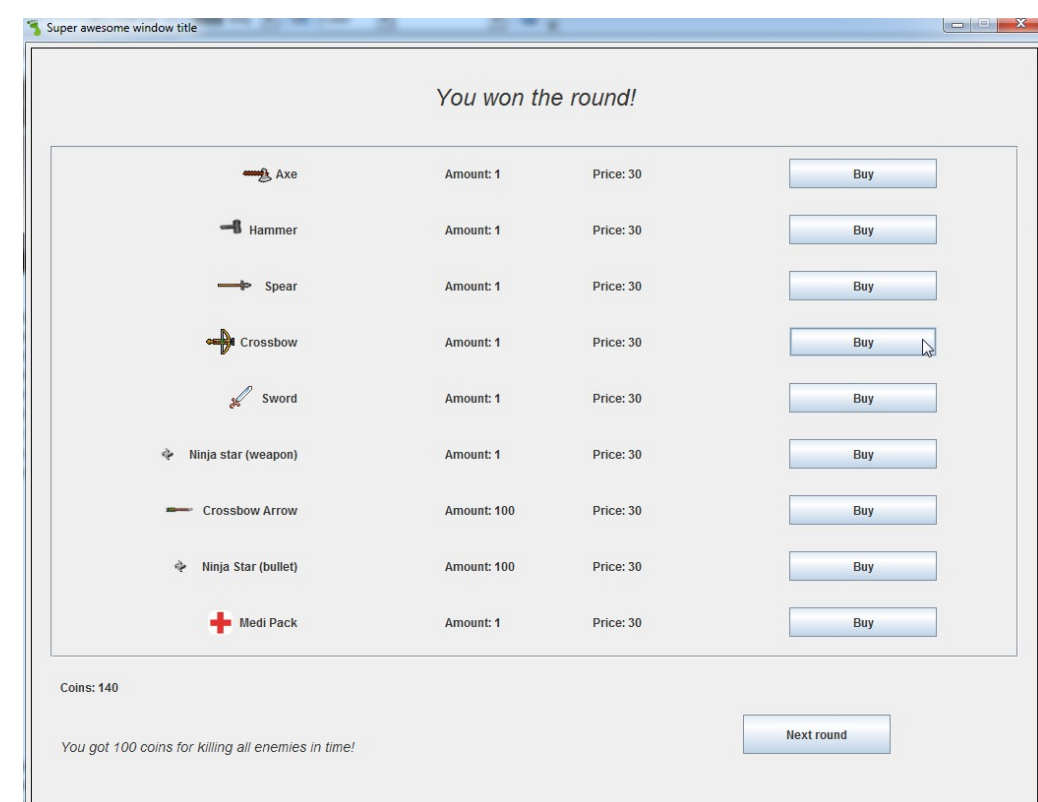 Super awesome window title
You won the round!
Axe Amount: 1 Price: 30 Buy
Hammer Amount: 1 Price: 30 Buy
Spear Amount: 1 Price: 30 Buy
Crossbow Amount: 1 Price: 30 Buy
Sword Amount: 1 Price: 30 Buy
Ninja star (weapon) Amount: 1 Price: 30 Buy
Crossbow Arrow Amount: 100 Price: 30 Buy
Ninja Star (bullet) Amount: 100 Price: 30 Buy
Medi Pack Amount: 1 Price: 30 Buy
Coins: 140
Next round
You got 100 coins for killing all enemies in time!